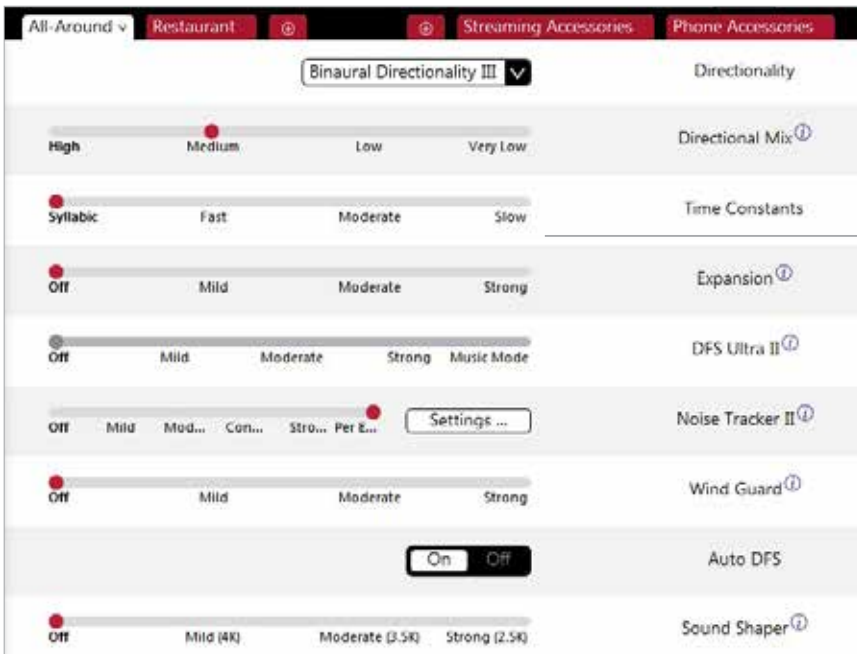 All-Around Restaurant Streaming Accessories Phone Accessories
Binaural Directionality III Directionality
High Medium Low Very Low Directional Mix
Syllabic Fast Moderate Slow Time Constants
Off Mild Moderate Strong Expansion
Off Mild Moderate Strong Music Mode DFS Ultra II
Off Mild Mod... Con... Stro... Per E... Settings ... Noise Tracker II
Off Mild Moderate Strong Wind Guard
On Off Auto DFS
Off Mild (4K) Moderate (3.5K) Strong (2.5K) Sound Shaper